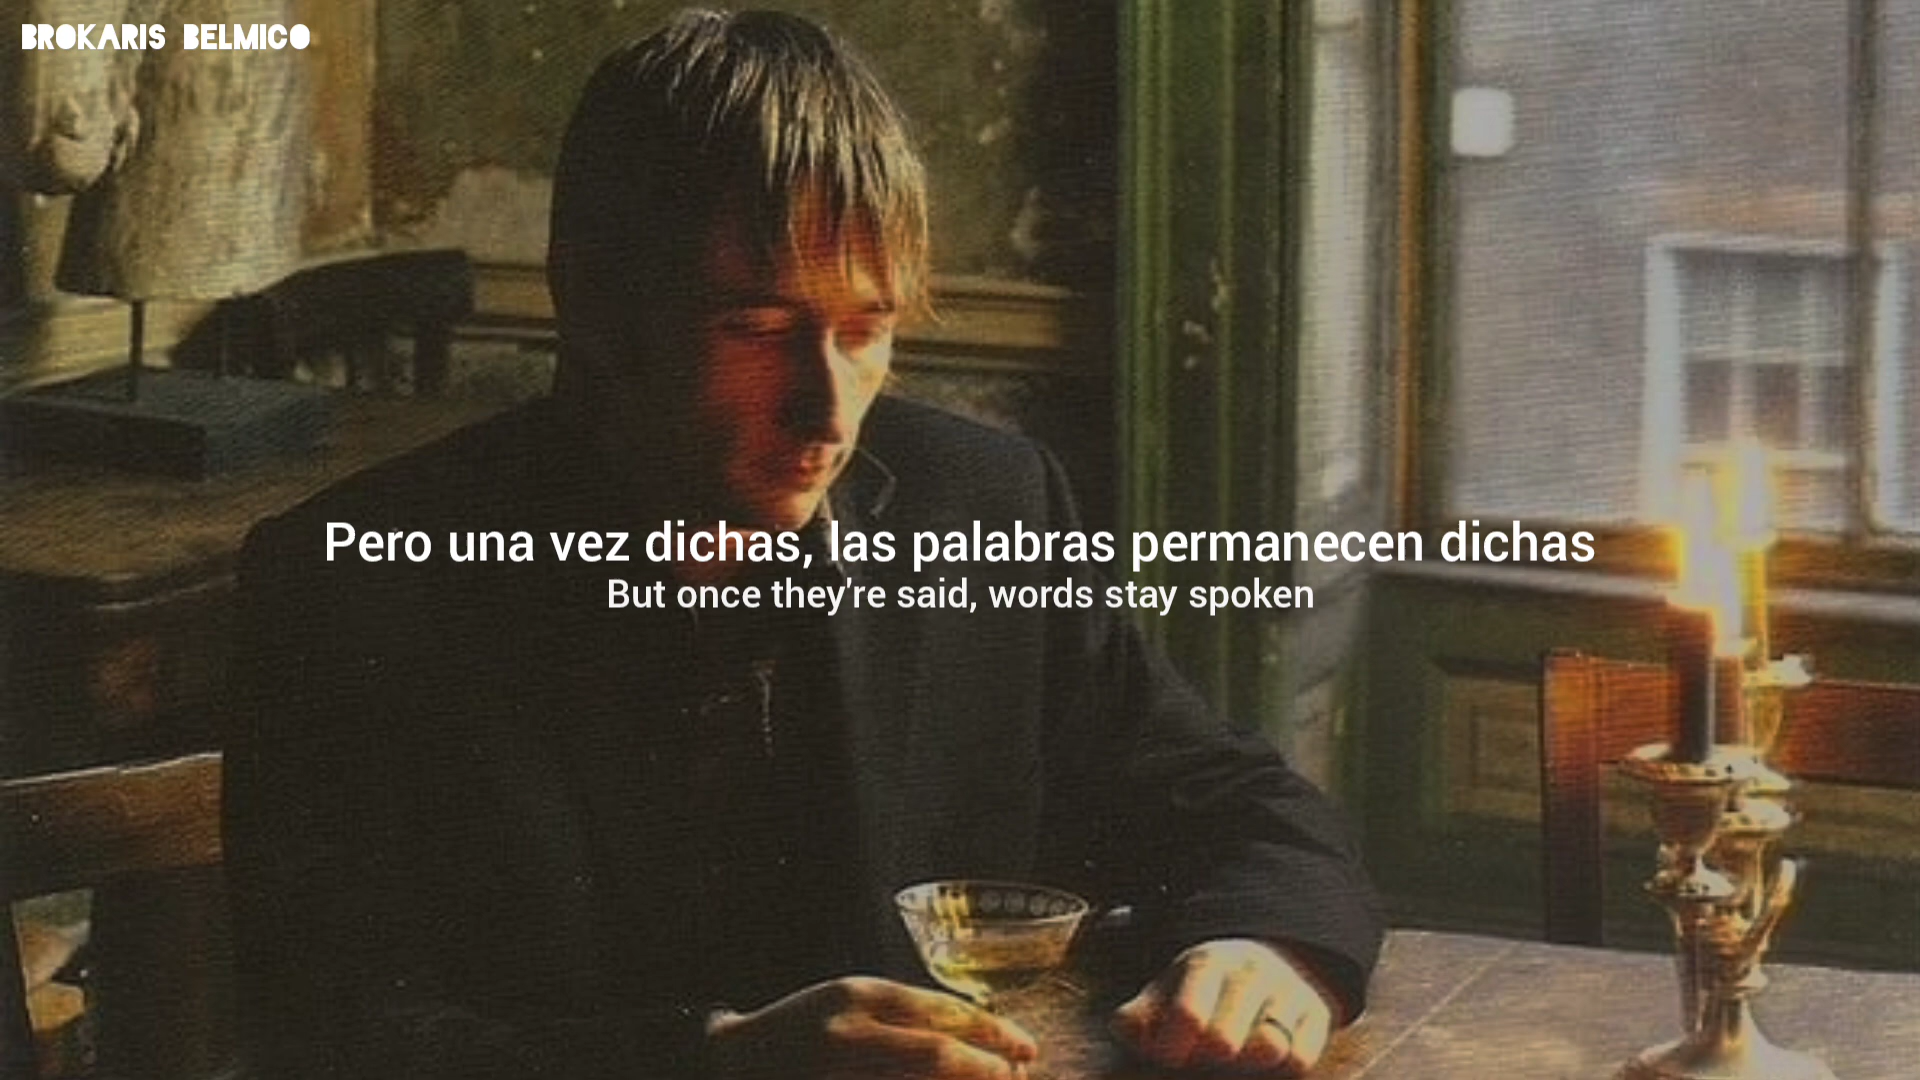 BROKARIS BELMICO
Pero una vez dichas, las palabras permanecen dichas
But once they're said, words stay spoken